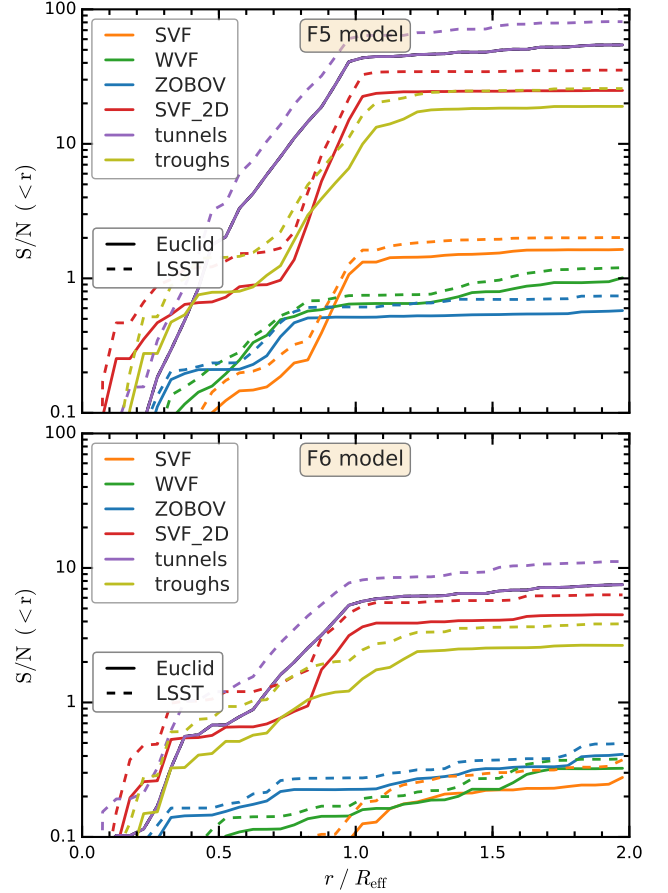 100
F5 model
SVF
WVF
ZOBOV
SVF_2D
tunnels
troughs
10
S/N (< r)
Euclid
LSST
1
0.1
100
F6 model
SVF
WVF
ZOBOV
SVF_2D
tunnels
troughs
10
S/N (< r)
Euclid
LSST
1
0.1
0.0 0.5 1.0 1.5 2.0
r / R_eff